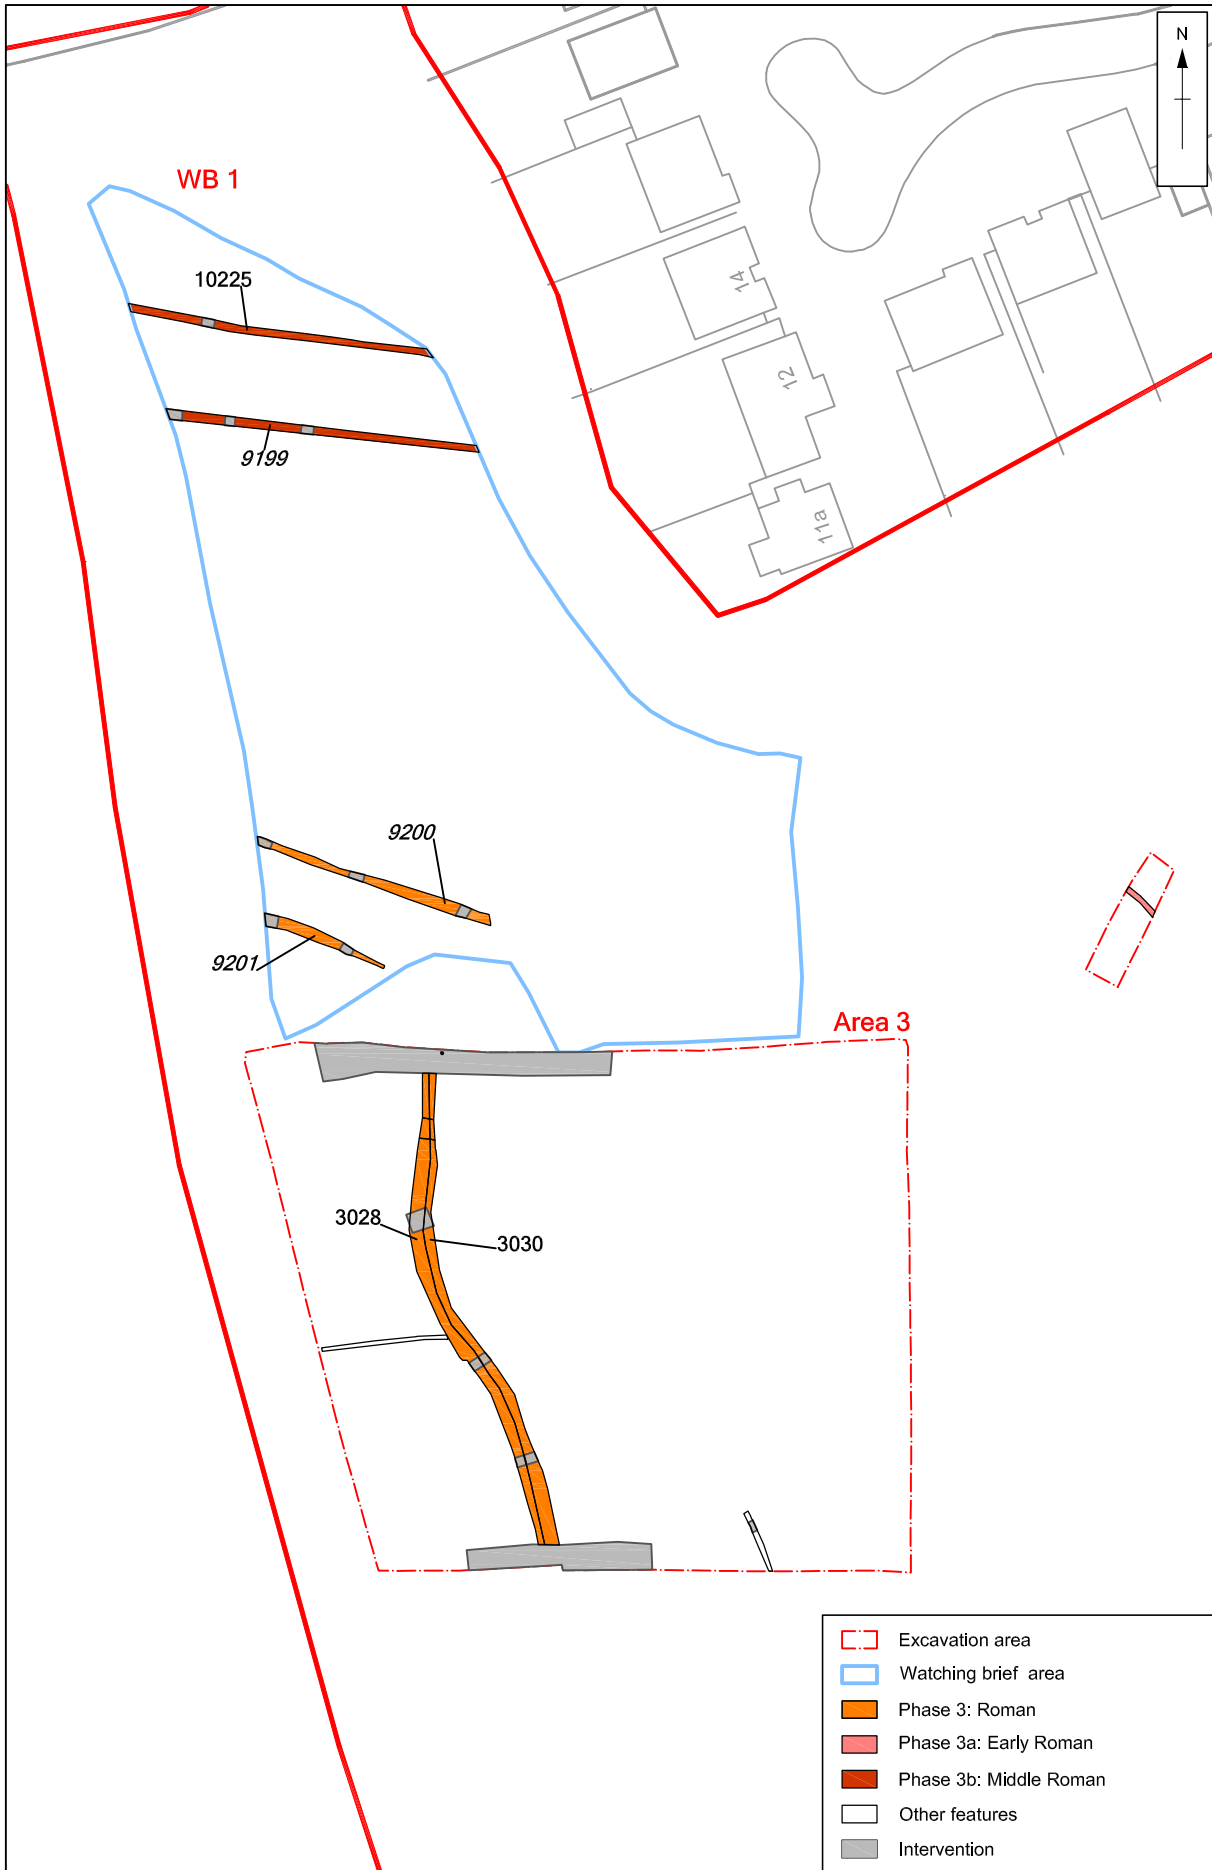 N
WB 1
10225
14
12
9199
11a
9200
9201
Area 3
3028
3030
Excavation area
Watching brief area
Phase 3: Roman
Phase 3a: Early Roman
Phase 3b: Middle Roman
Other features
Intervention